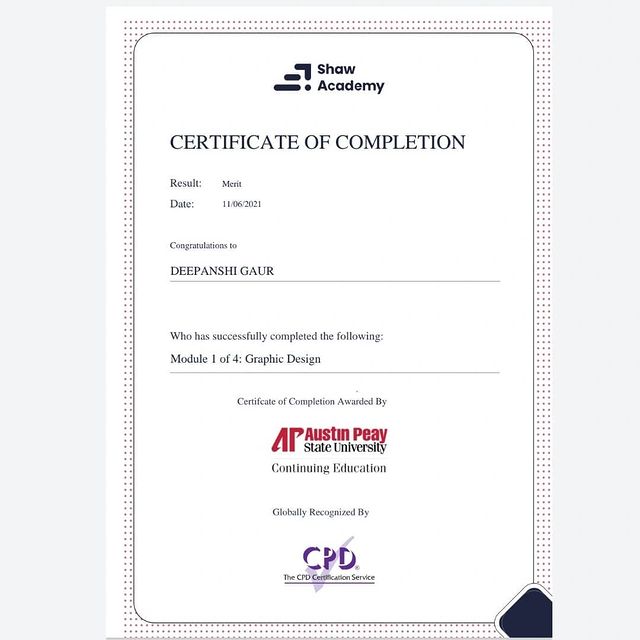 Shaw
Academy
CERTIFICATE OF COMPLETION
Result: Merit
Date: 11/06/2021
Congratulations to
DEEPANSHI GAUR
Who has successfully completed the following:
Module 1 of 4: Graphic Design
Certifcate of Completion Awarded By
AP Austin Peay
State University
Continuing Education
Globally Recognized By
CPD®
The CPD Certification Service